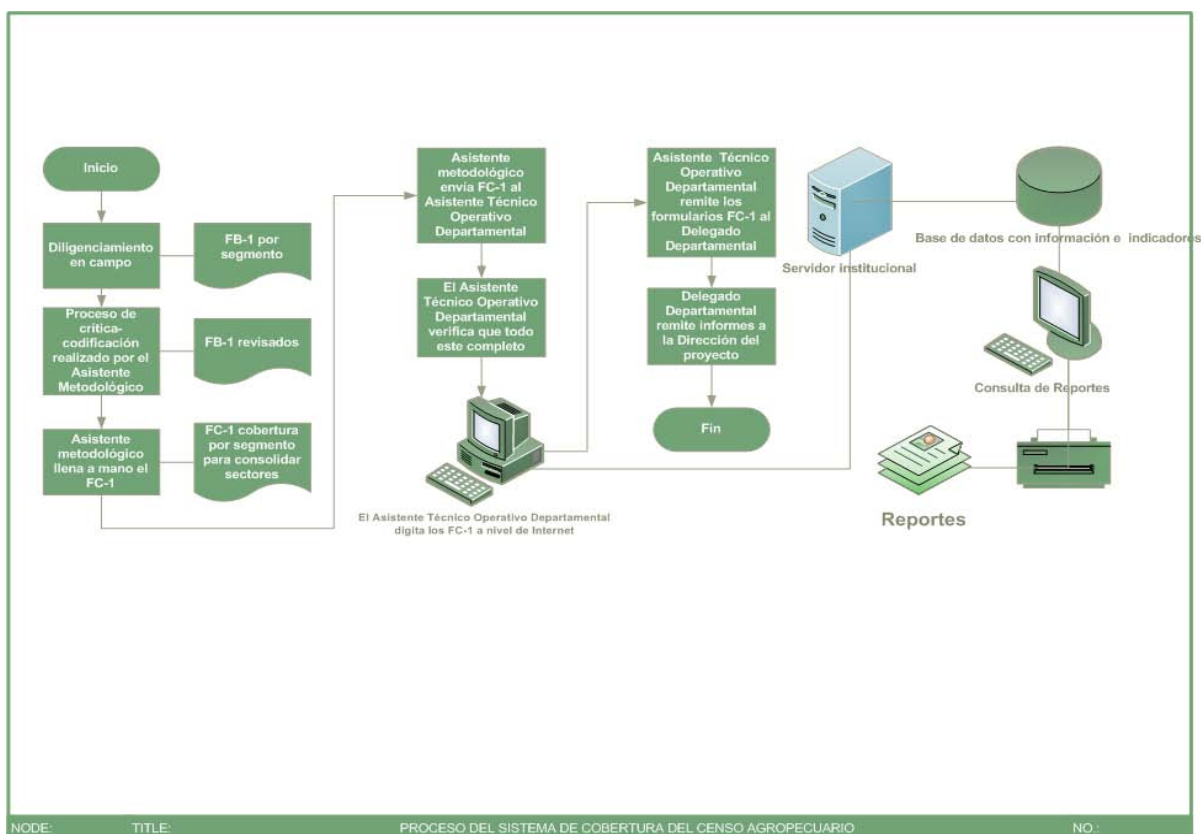 Inicio
Diligenciamiento
en campo
FB-1 por
segmento
Proceso de
crítica-
codificación
realizado por el
Asistente
Metodológico
FB-1 revisados
Asistente
metodológico
llena a mano el
FC-1
FC-1 cobertura
por segmento
para consolidar
sectores
Asistente
metodológico
envía FC-1 al
Asistente Técnico
Operativo
Departamental
El Asistente
Técnico Operativo
Departamental
verifica que todo
este completo
El Asistente Técnico Operativo Departamental
digita los FC-1 a nivel de Internet
Asistente Técnico
Operativo
Departamental
remite los
formularios FC-1 al
Delegado
Departamental
Delegado
Departamental
remite informes a
la Dirección del
proyecto
Fin
Servidor institucional
Base de datos con información e indicadores
Consulta de Reportes
Reportes
NODE: TITLE: PROCESO DEL SISTEMA DE COBERTURA DEL CENSO AGROPECUARIO NO.: